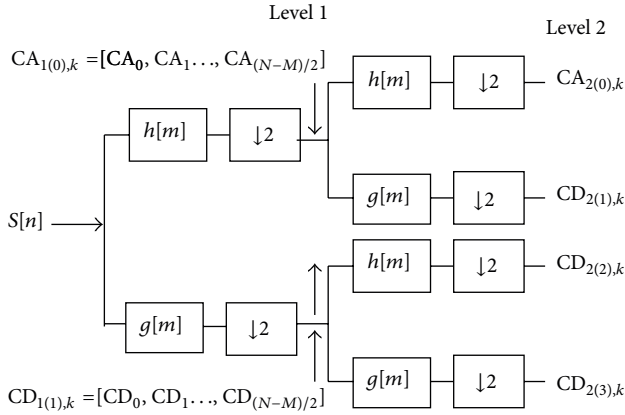 Level 1
Level 2
CA₁₍₀₎,ₖ = [CA₀, CA₁ . . . , CA₍N−M₎/₂]
h[m]
↓2
CA₂₍₀₎,ₖ
h[m]
↓2
g[m]
↓2
CD₂₍₁₎,ₖ
S[n]
h[m]
↓2
CD₂₍₂₎,ₖ
g[m]
↓2
g[m]
↓2
CD₂₍₃₎,ₖ
CD₁₍₁₎,ₖ = [CD₀, CD₁ . . . , CD₍N−M₎/₂]